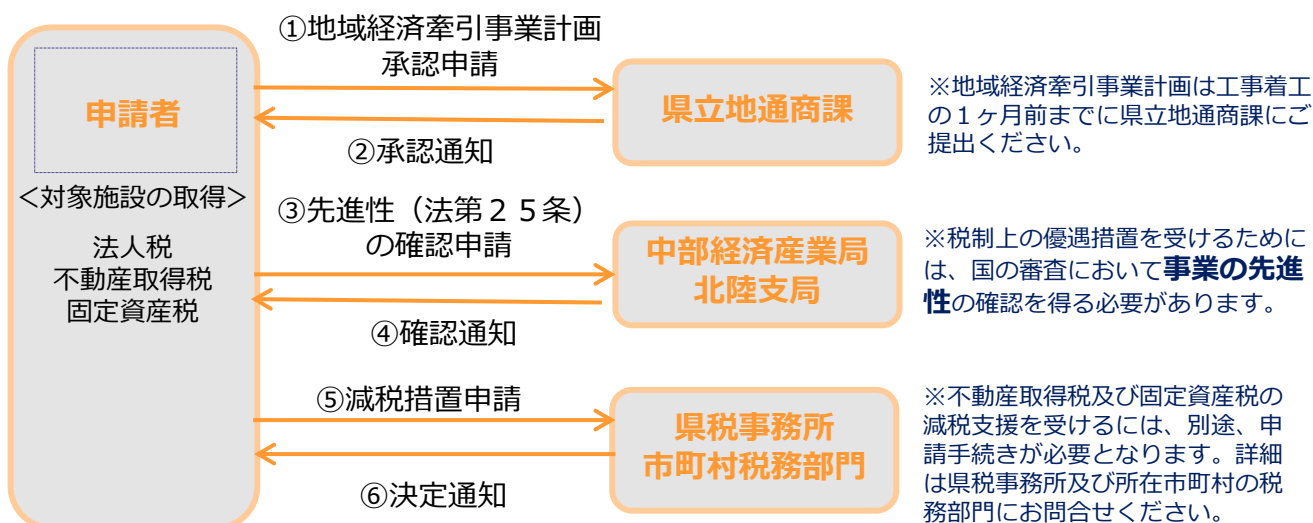 ①地域経済牽引事業計画
承認申請
申請者
県立地通商課
※地域経済牽引事業計画は工事着工
の１ヶ月前までに県立地通商課にご
提出ください。
②承認通知
＜対象施設の取得＞
法人税
不動産取得税
固定資産税
③先進性（法第２５条）
の確認申請
中部経済産業局
北陸支局
※税制上の優遇措置を受けるために
は、国の審査において事業の先進
性の確認を得る必要があります。
④確認通知
⑤減税措置申請
県税事務所
市町村税務部門
※不動産取得税及び固定資産税の
減税支援を受けるには、別途、申
請手続きが必要となります。詳細
は県税事務所及び所在市町村の税
務部門にお問合せください。
⑥決定通知